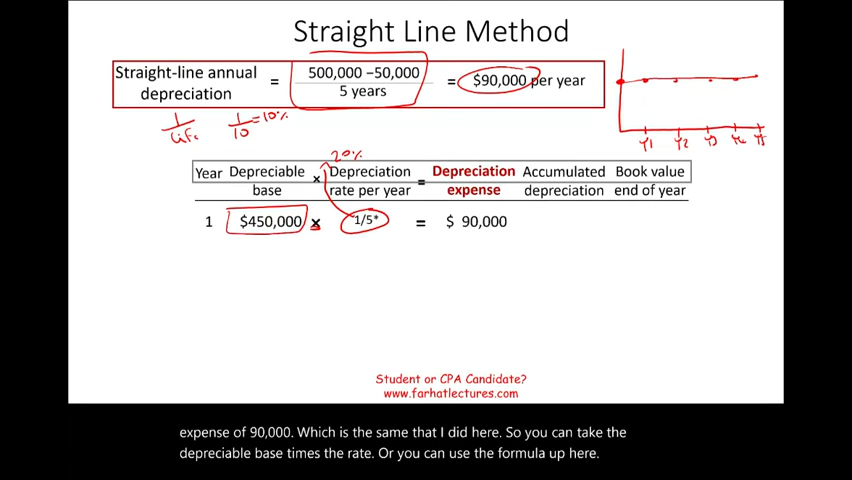 Straight Line Method
Straight-line annual depreciation = 500,000 –50,000 / 5 years = $90,000 per year
1/Life 1/10 = 10%
Y1 Y2 Y3 Y4 Y5
20%
Year Depreciable base × Depreciation rate per year = Depreciation expense Accumulated depreciation Book value end of year
1 $450,000 x 1/5* = $ 90,000
Student or CPA Candidate?
www.farhatlectures.com
expense of 90,000. Which is the same that I did here. So you can take the
depreciable base times the rate. Or you can use the formula up here.